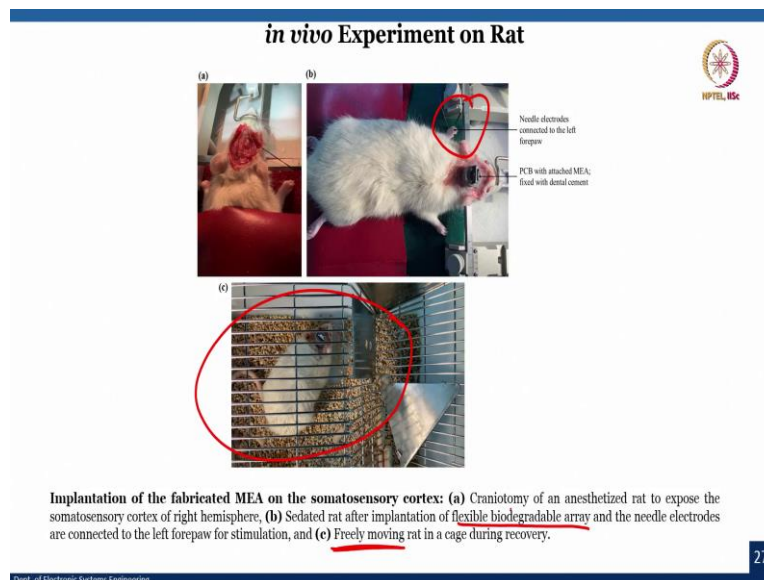 in vivo Experiment on Rat
NPTEL, IISc
(a)
(b)
Needle electrodes
connected to the left
forepaw
PCB with attached MEA;
fixed with dental cement
(c)
Implantation of the fabricated MEA on the somatosensory cortex: (a) Craniotomy of an anesthetized rat to expose the
somatosensory cortex of right hemisphere, (b) Sedated rat after implantation of flexible biodegradable array and the needle electrodes
are connected to the left forepaw for stimulation, and (c) Freely moving rat in a cage during recovery.
27
Dept. of Electronic Systems Engineering